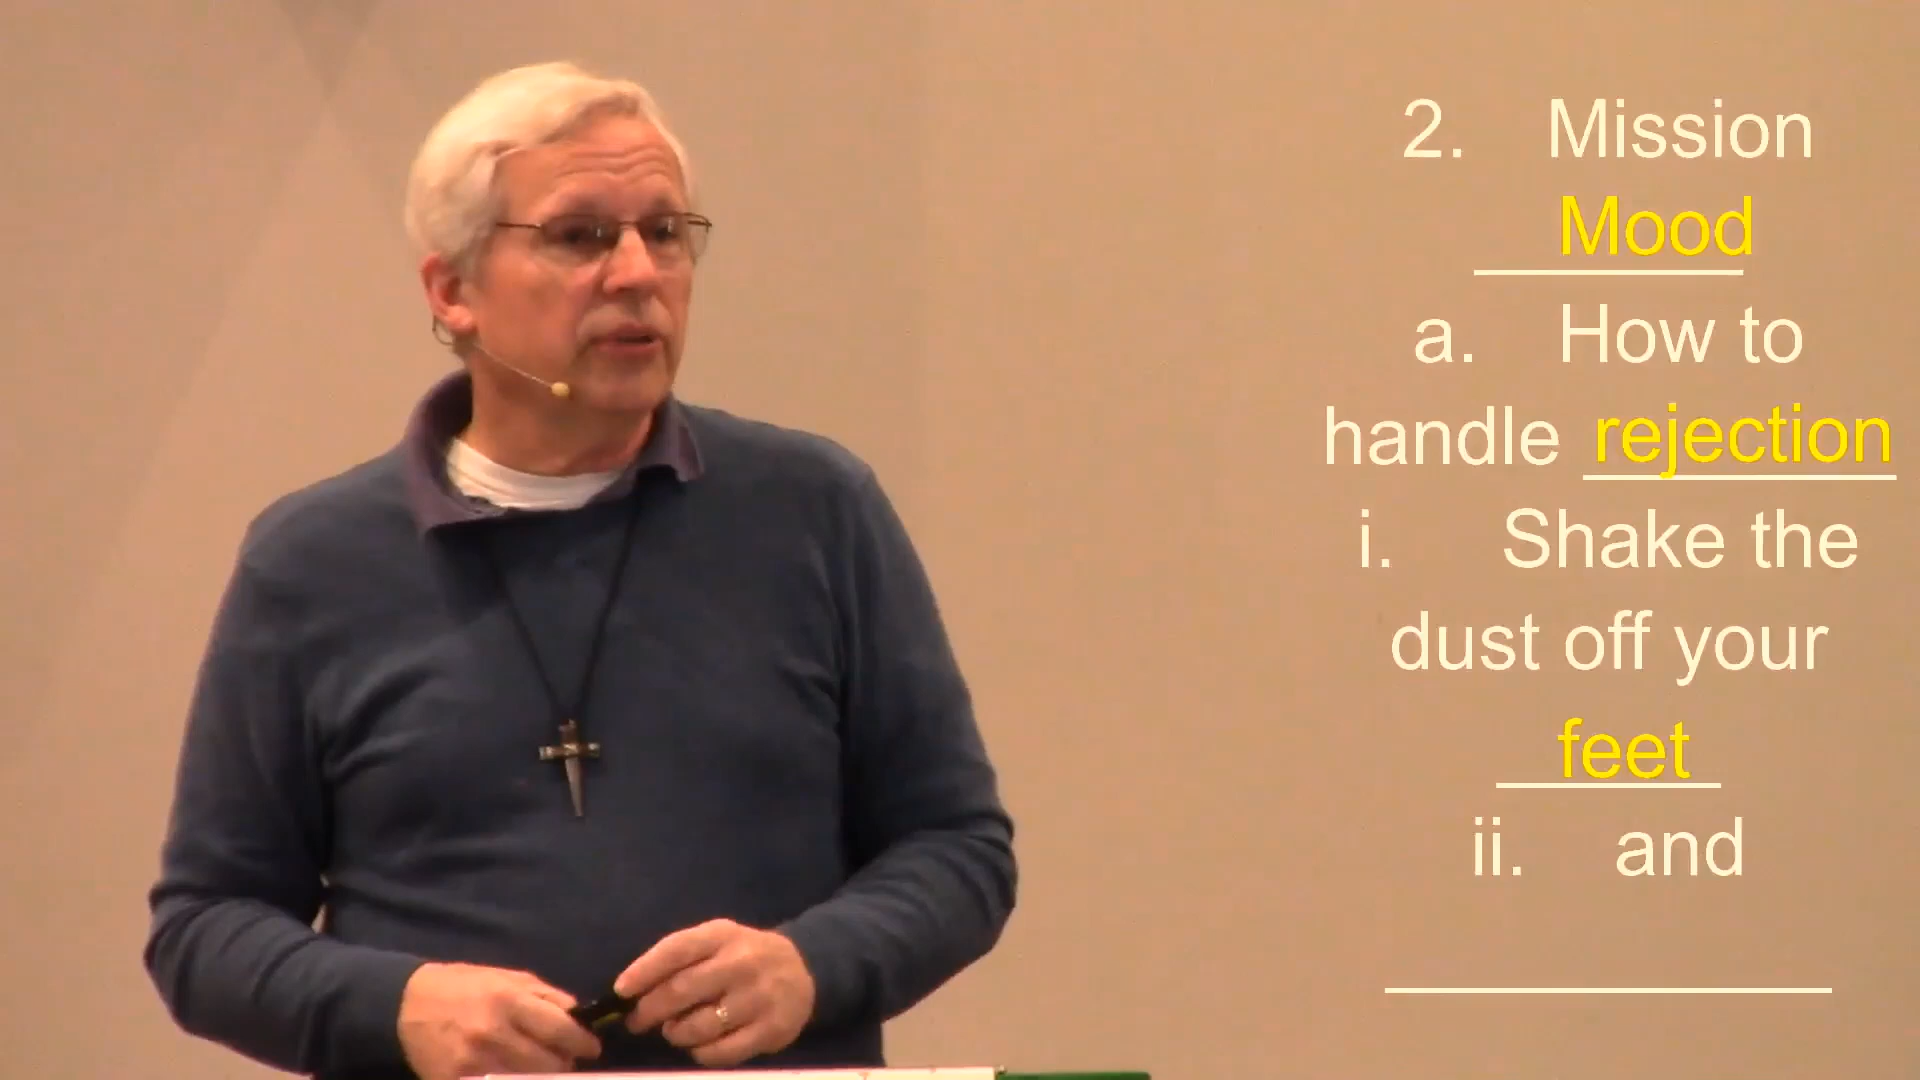 2. Mission
Mood
a. How to
handle rejection
i. Shake the
dust off your
feet
ii. and